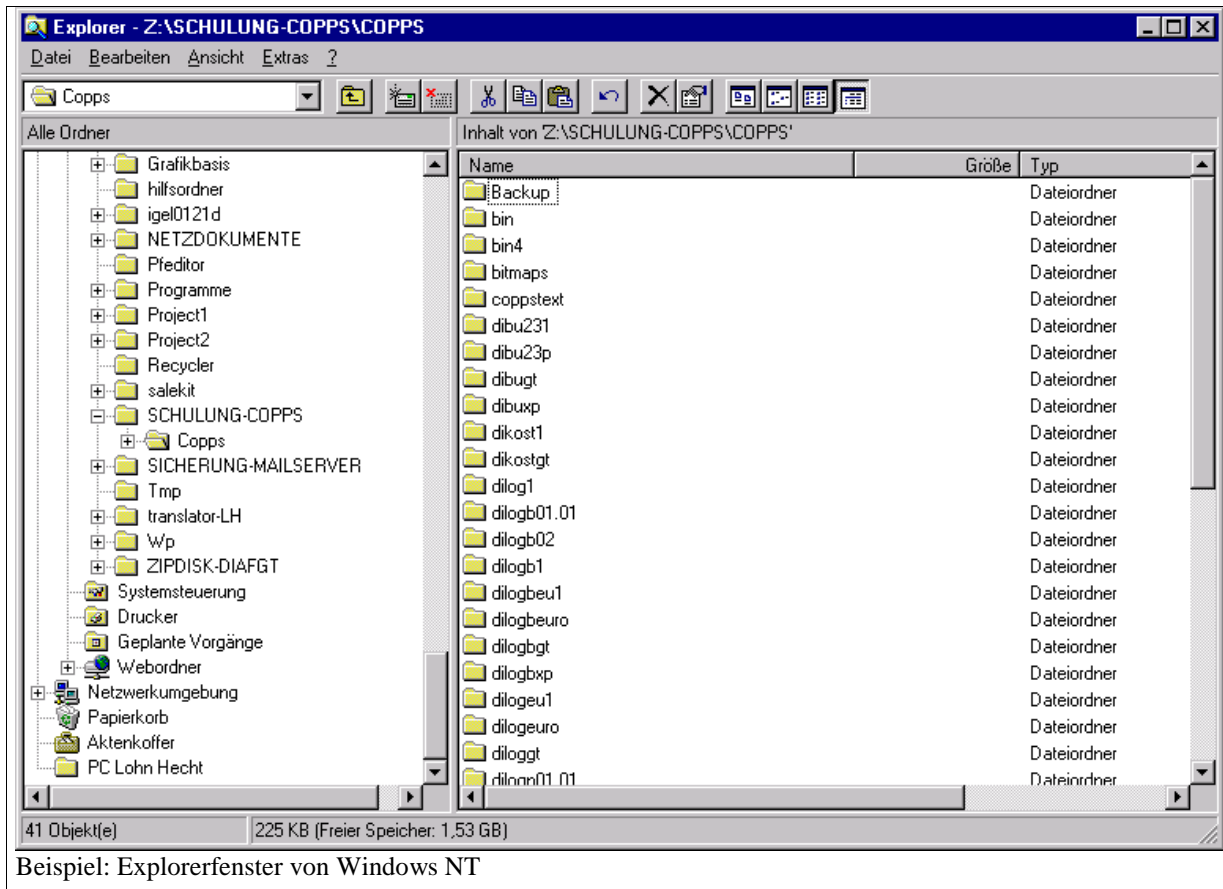 Explorer - Z:\SCHULUNG-COPPS\COPPS
Datei Bearbeiten Ansicht Extras ?
Copps
Alle Ordner
Inhalt von 'Z:\SCHULUNG-COPPS\COPPS'
Grafikbasis
hilfsordner
igel0121d
NETZDOKUMENTE
Pfeditor
Programme
Project1
Project2
Recycler
salekit
SCHULUNG-COPPS
Copps
SICHERUNG-MAILSERVER
Tmp
translator-LH
Wp
ZIPDISK-DIAFGT
Systemsteuerung
Drucker
Geplante Vorgänge
Webordner
Netzwerkumgebung
Papierkorb
Aktenkoffer
PC Lohn Hecht
Name Größe Typ
Backup Dateiordner
bin Dateiordner
bin4 Dateiordner
bitmaps Dateiordner
coppstext Dateiordner
dibu231 Dateiordner
dibu23p Dateiordner
dibugt Dateiordner
dibuxp Dateiordner
dikost1 Dateiordner
dikostgt Dateiordner
dilog1 Dateiordner
dilogb01.01 Dateiordner
dilogb02 Dateiordner
dilogb1 Dateiordner
dilogbeu1 Dateiordner
dilogbeuro Dateiordner
dilogbgt Dateiordner
dilogbxp Dateiordner
dilogeu1 Dateiordner
dilogeuro Dateiordner
diloggt Dateiordner
Dateiordner
41 Objekt(e)
225 KB (Freier Speicher: 1,53 GB)
Beispiel: Explorerfenster von Windows NT